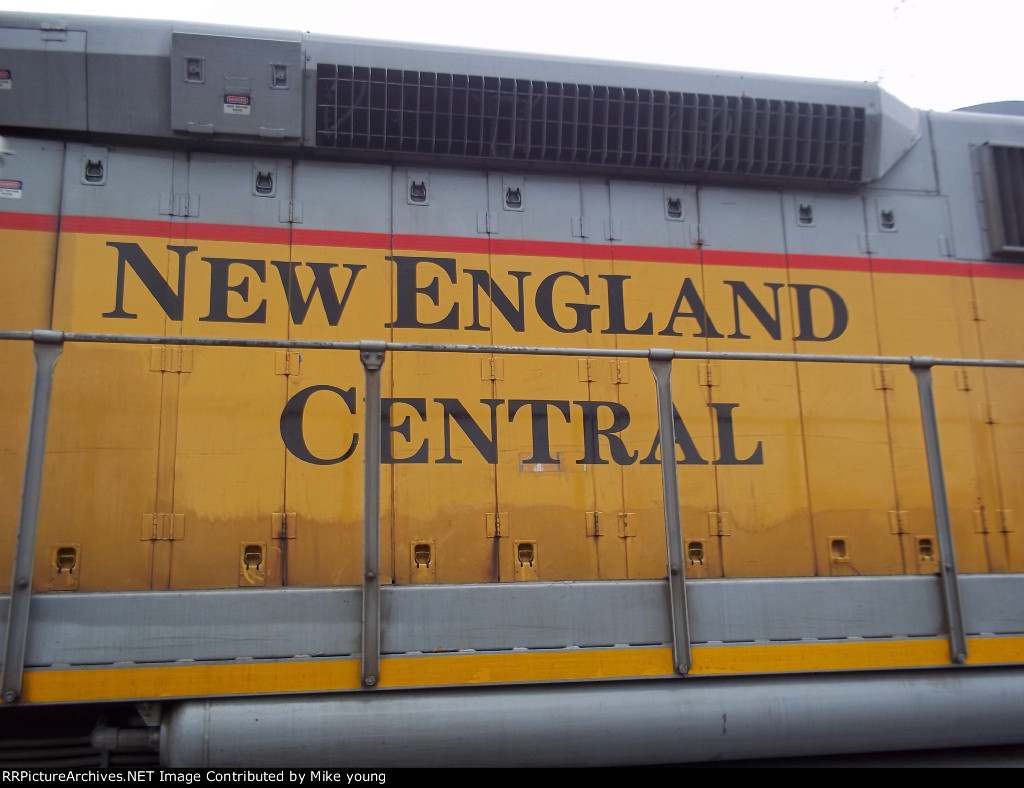 NEW ENGLAND
CENTRAL
RRPictureArchives.NET Image Contributed by Mike young